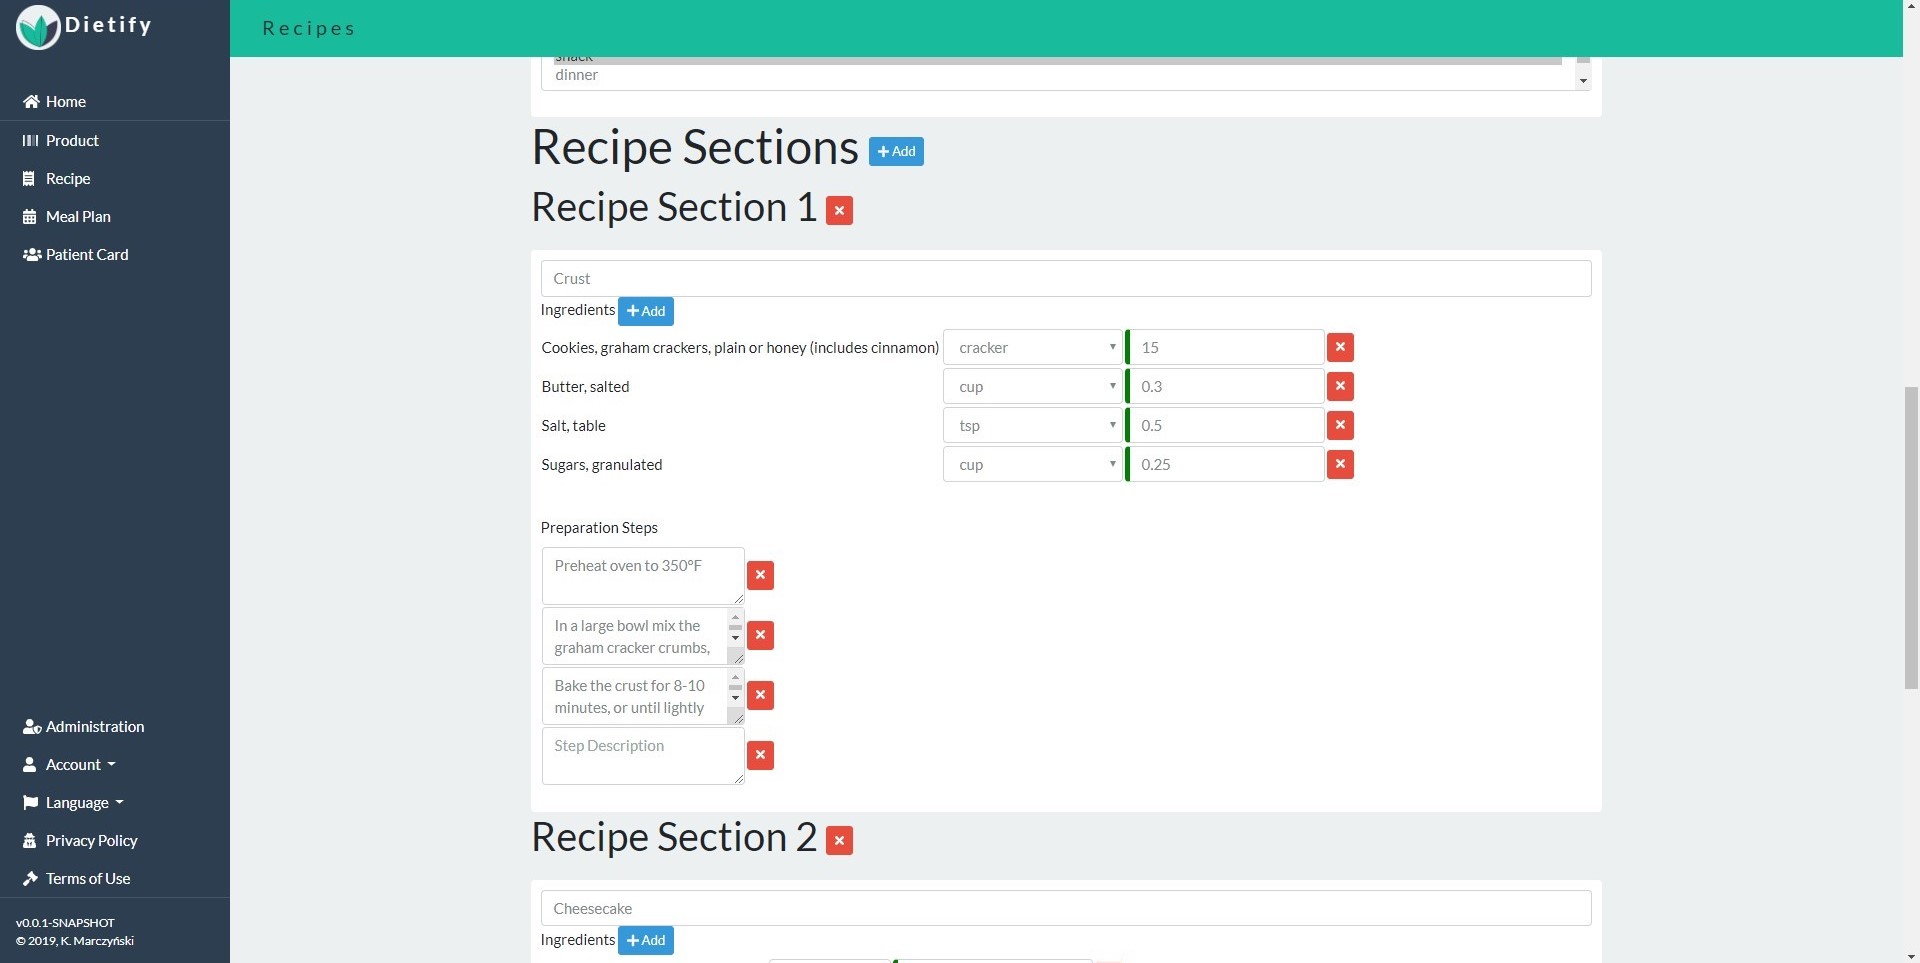 Dietify
Recipes
Home
Product
Recipe
Meal Plan
Patient Card
Administration
Account
Language
Privacy Policy
Terms of Use
v0.0.1-SNAPSHOT
© 2019, K. Marczyński
snack
dinner
Recipe Sections Add
Recipe Section 1
Crust
Ingredients Add
Cookies, graham crackers, plain or honey (includes cinnamon) cracker 15
Butter, salted cup 0.3
Salt, table tsp 0.5
Sugars, granulated cup 0.25
Preparation Steps
Preheat oven to 350°F
In a large bowl mix the
graham cracker crumbs,
Bake the crust for 8-10
minutes, or until lightly
Step Description
Recipe Section 2
Cheesecake
Ingredients Add